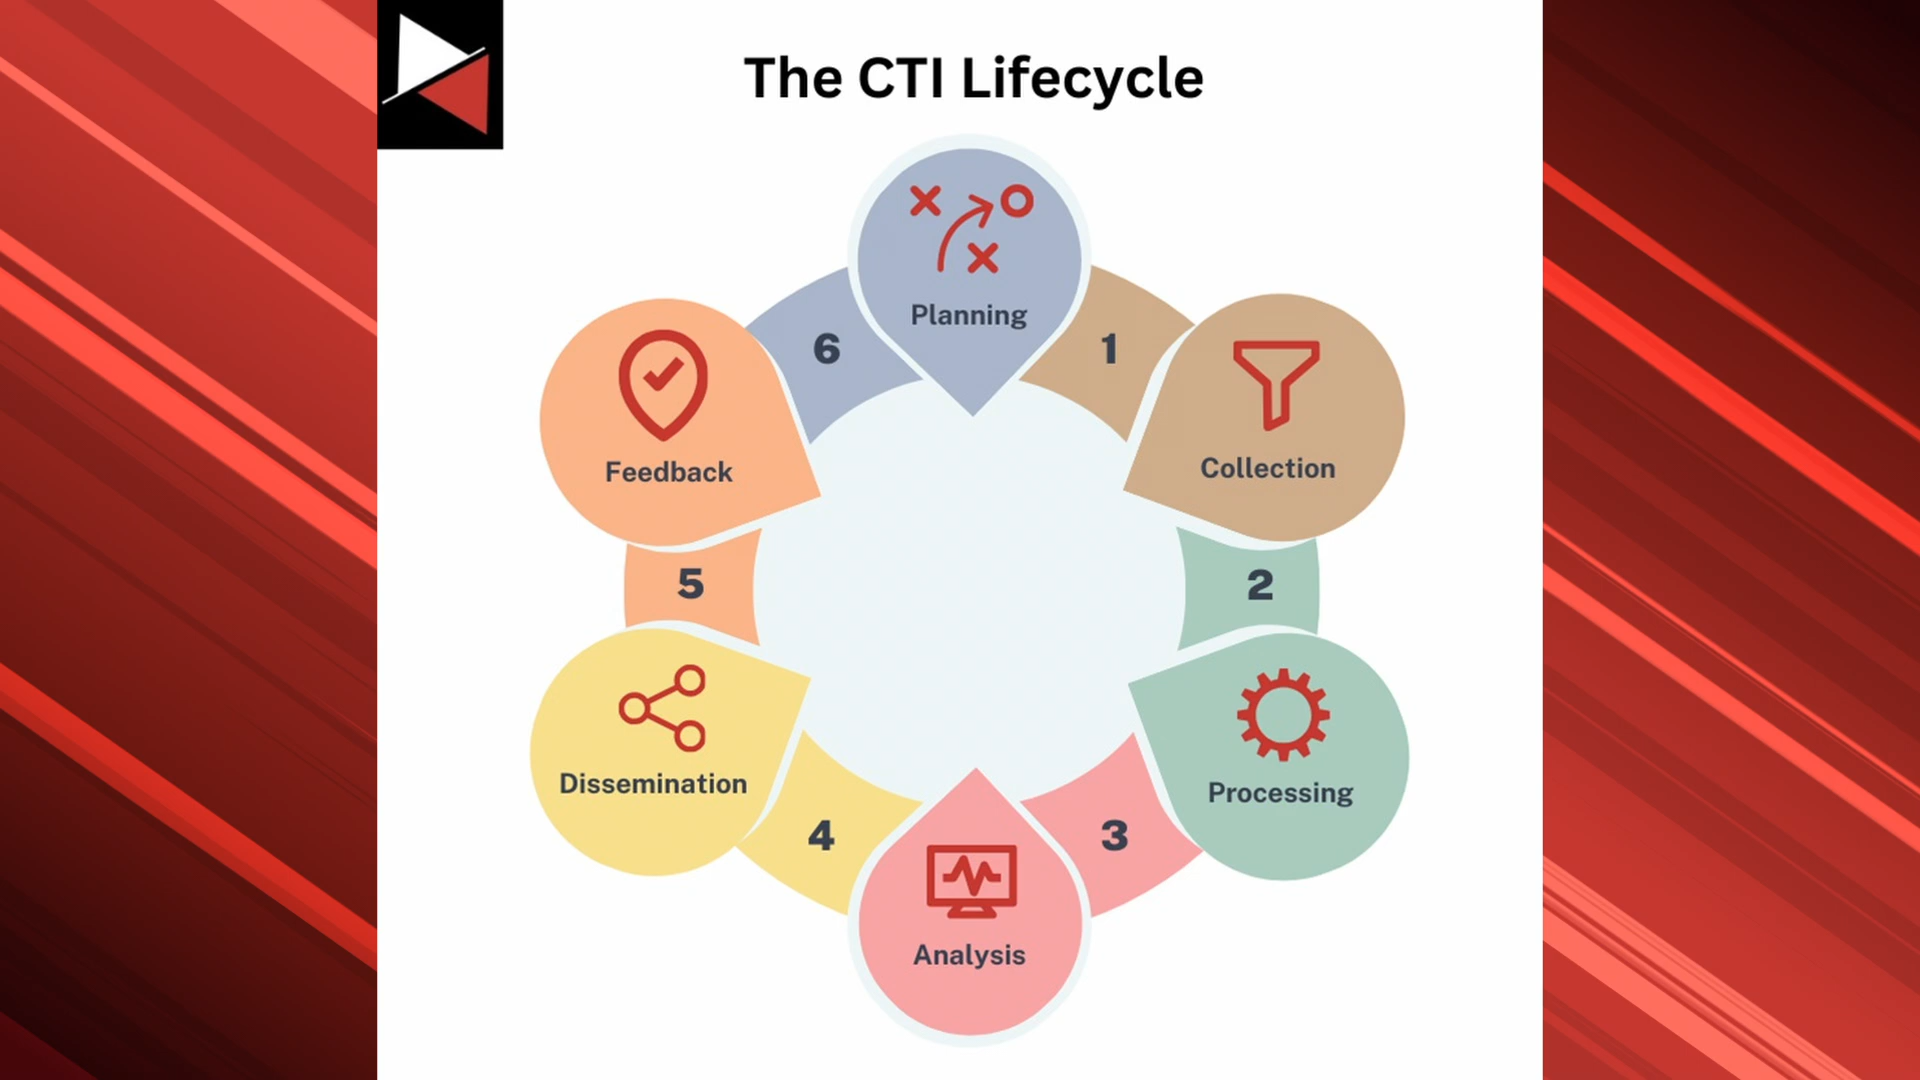 The CTI Lifecycle
Planning
1
Collection
2
Processing
3
Analysis
4
Dissemination
5
Feedback
6